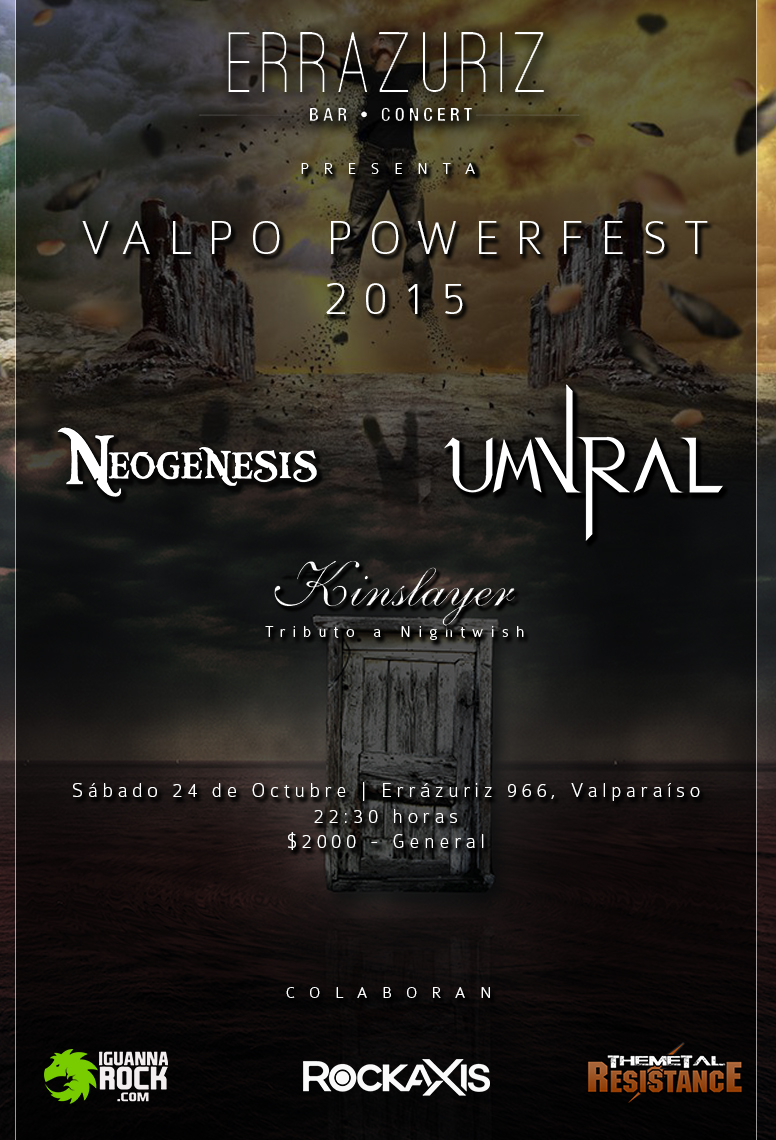 ERRAZURIZ
BAR • CONCERT
PRESENTA
VALPO POWERFEST
2015
NEOGENESIS
UMVRAL
Kinslayer
Tributo a Nightwish
Sábado 24 de Octubre | Errázuriz 966, Valparaíso
22:30 horas
$2000 - General
COLABORAN
IGUANNA
ROCK
.COM
ROCKAXIS
THEMETAL
RESISTANCE